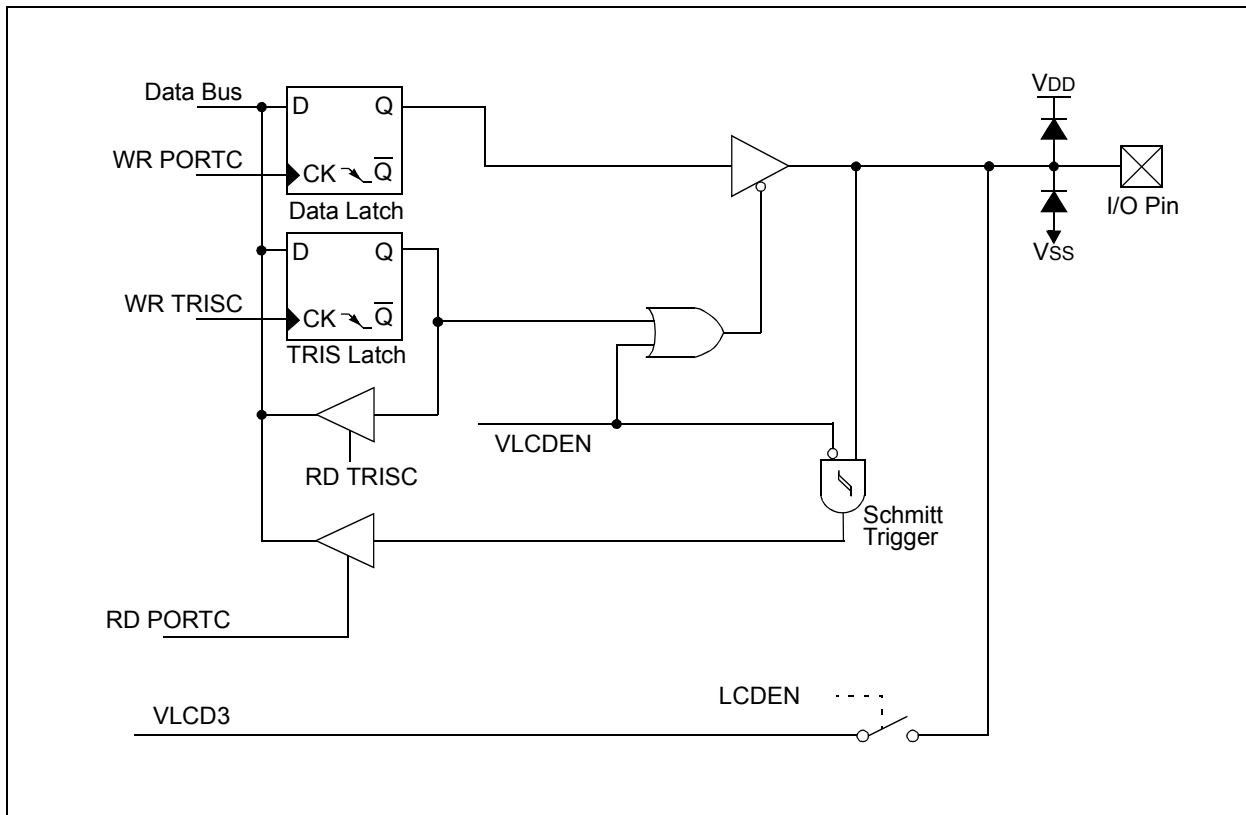 Data Bus
D Q
WR PORTC
CK Q̅
Data Latch
D Q
WR TRISC
CK Q̅
TRIS Latch
RD TRISC
VLCDEN
Schmitt
Trigger
RD PORTC
LCDEN
VLCD3
VDD
I/O Pin
VSS